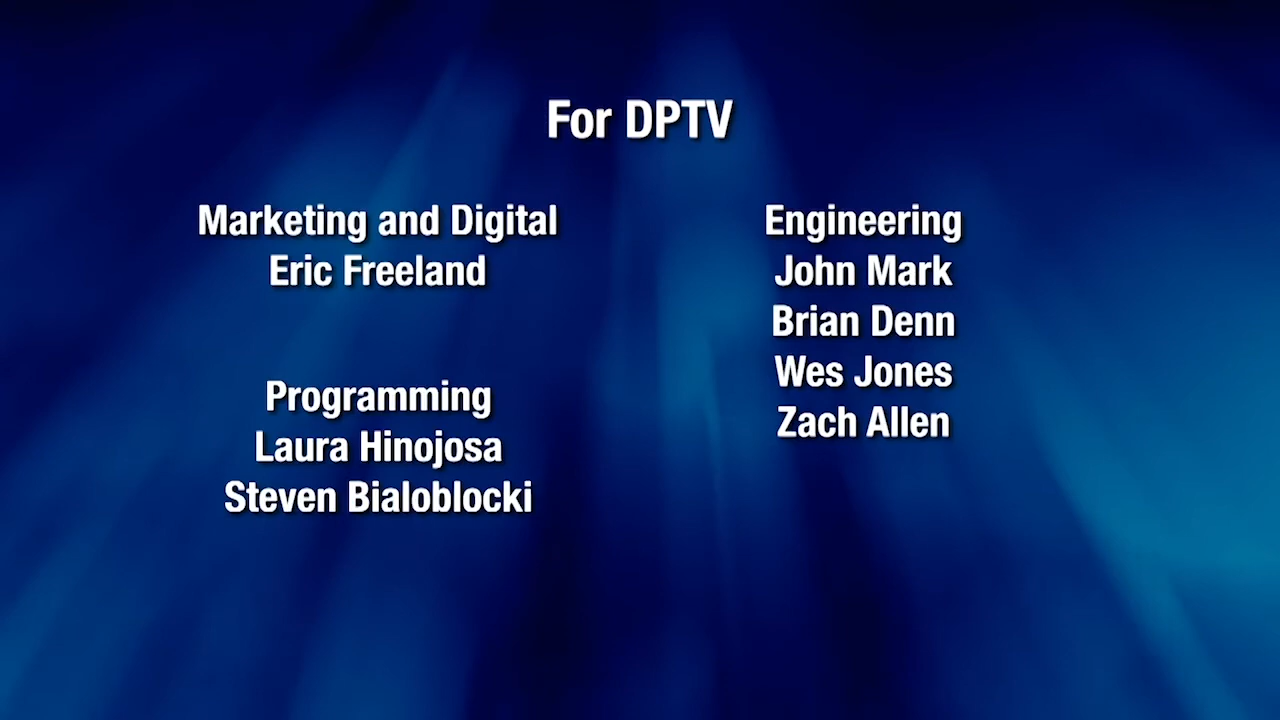 For DPTV
Marketing and Digital
Eric Freeland
Programming
Laura Hinojosa
Steven Bialoblocki
Engineering
John Mark
Brian Denn
Wes Jones
Zach Allen